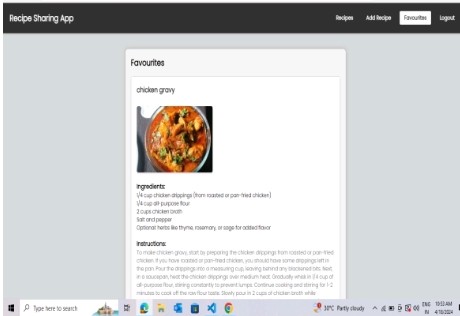 Recipe Sharing App
Recipes Add Recipe Favourites Logout
Favourites
chicken gravy
Ingredients:
1/4 cup chicken drippings (from roasted or pan-fried chicken)
1/4 cup all-purpose flour
2 cups chicken broth
Salt and pepper
Optional: herbs like thyme, rosemary, or sage for added flavor
Instructions:
To make chicken gravy, start by preparing the chicken drippings from roasted or pan-fried
chicken. If you have roasted or pan-fried chicken, you should have some drippings left in
the pan. Pour the drippings into a measuring cup, leaving behind any blackened bits. Next,
in a saucepan, heat the chicken drippings over medium heat. Gradually whisk in 1/4 cup of
all-purpose flour, stirring constantly to prevent lumps. Continue cooking and stirring for 1-2
minutes to cook off the raw flour taste. Slowly pour in 2 cups of chicken broth while
Type here to search
30°C Partly cloudy
ENG 10:52 AM
IN 4/16/2024